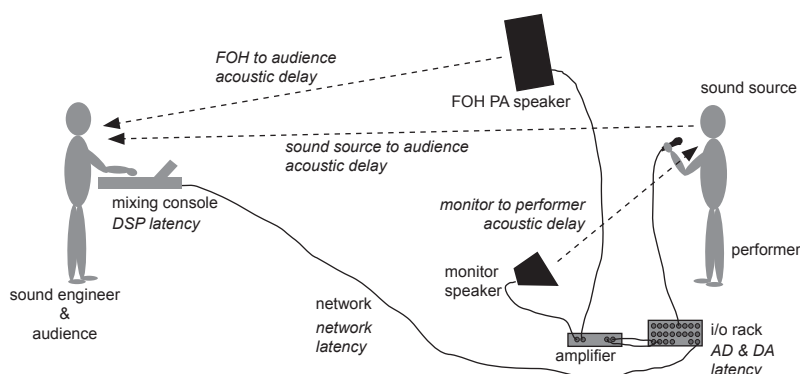 FOH to audience
acoustic delay
FOH PA speaker
sound source
sound source to audience
acoustic delay
mixing console
DSP latency
monitor to performer
acoustic delay
performer
monitor
speaker
sound engineer
&
audience
network
network
latency
amplifier
i/o rack
AD & DA
latency